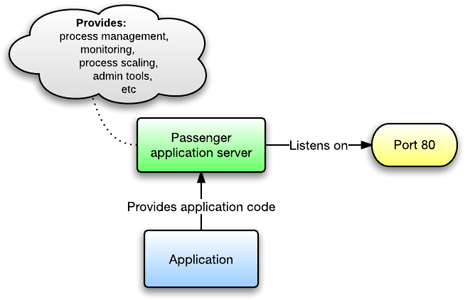 Provides:
process management,
monitoring,
process scaling,
admin tools,
etc
Passenger
application server
Listens on
Port 80
Provides application code
Application